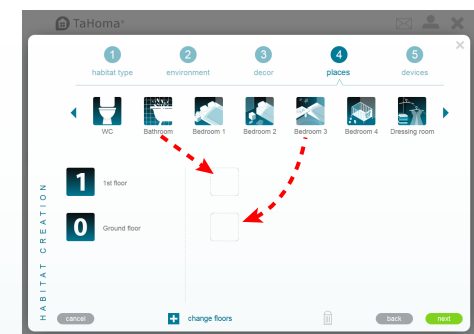 TaHoma®
1 2 3 4 5
habitat type environment decor places devices
WC Bathroom Bedroom 1 Bedroom 2 Bedroom 3 Bedroom 4 Dressing room
1 1st floor
0 Ground floor
HABITAT CREATION
cancel change floors back next